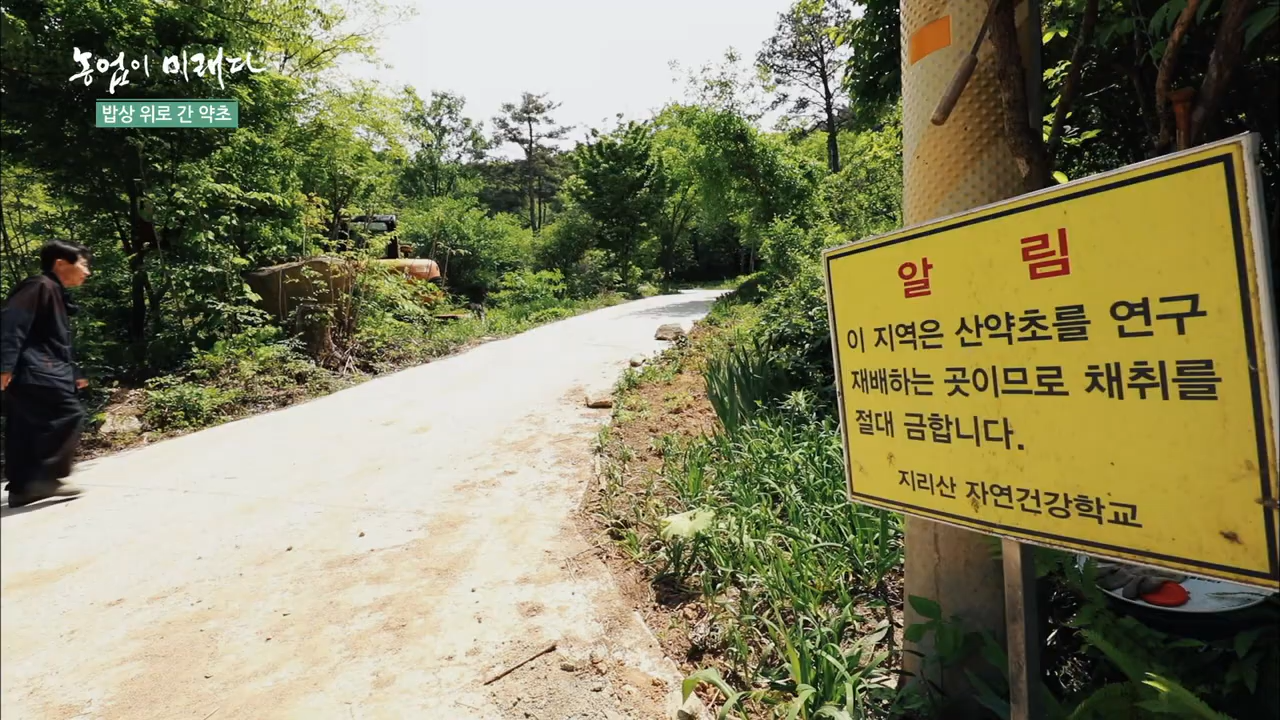 농업이 미래다
밥상 위로 간 약초
알 림
이 지역은 산약초를 연구
재배하는 곳이므로 채취를
절대 금합니다.
지리산 자연건강학교